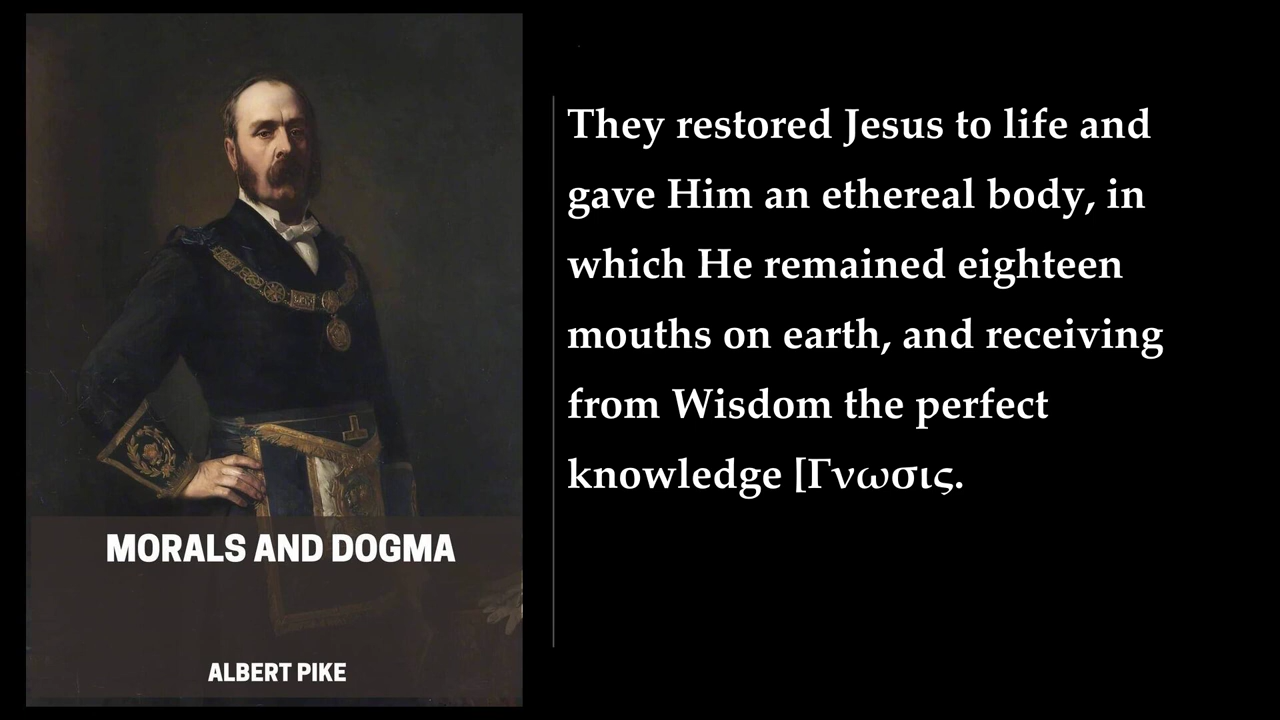 MORALS AND DOGMA
ALBERT PIKE
They restored Jesus to life and
gave Him an ethereal body, in
which He remained eighteen
mouths on earth, and receiving
from Wisdom the perfect
knowledge [Γνωσις.